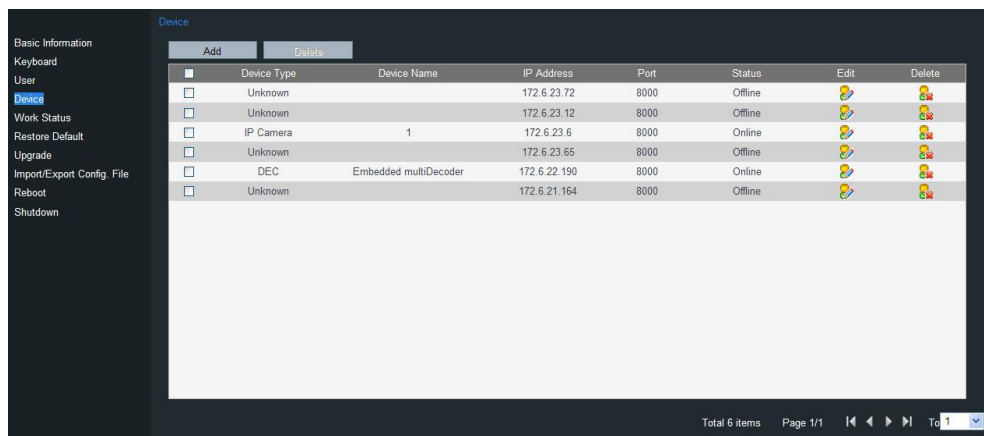 Device
Basic Information
Keyboard
User
Device
Work Status
Restore Default
Upgrade
Import/Export Config. File
Reboot
Shutdown
Add Delete
Device Type Device Name IP Address Port Status Edit Delete
Unknown 172.6.23.72 8000 Offline
Unknown 172.6.23.12 8000 Offline
IP Camera 1 172.6.23.6 8000 Online
Unknown 172.6.23.65 8000 Offline
DEC Embedded multiDecoder 172.6.22.190 8000 Online
Unknown 172.6.21.164 8000 Offline
Total 6 items Page 1/1 To 1